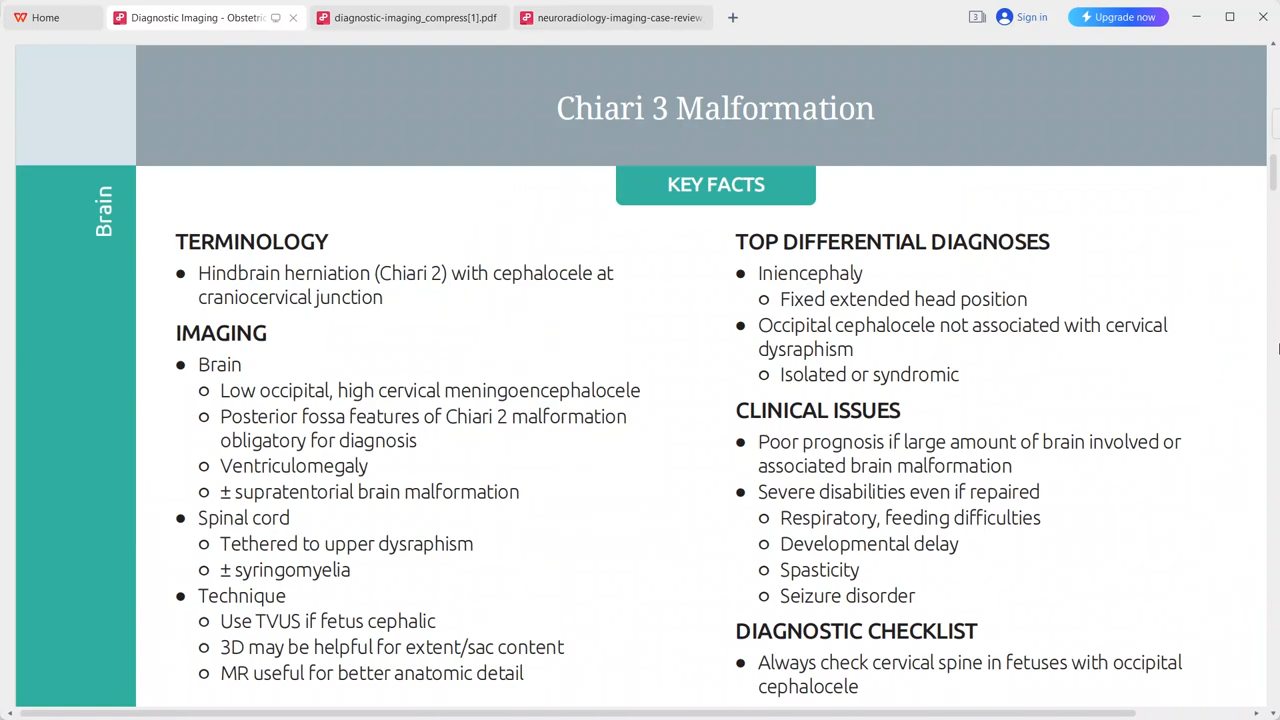 Home
Diagnostic Imaging - Obstetric
diagnostic-imaging_compress[1].pdf
neuroradiology-imaging-case-review
3
Sign in
Upgrade now
Chiari 3 Malformation
Brain
KEY FACTS
TERMINOLOGY
● Hindbrain herniation (Chiari 2) with cephalocele at
craniocervical junction
IMAGING
● Brain
○ Low occipital, high cervical meningoencephalocele
○ Posterior fossa features of Chiari 2 malformation
obligatory for diagnosis
○ Ventriculomegaly
○ ± supratentorial brain malformation
● Spinal cord
○ Tethered to upper dysraphism
○ ± syringomyelia
● Technique
○ Use TVUS if fetus cephalic
○ 3D may be helpful for extent/sac content
○ MR useful for better anatomic detail
TOP DIFFERENTIAL DIAGNOSES
● Iniencephaly
○ Fixed extended head position
● Occipital cephalocele not associated with cervical
dysraphism
○ Isolated or syndromic
CLINICAL ISSUES
● Poor prognosis if large amount of brain involved or
associated brain malformation
● Severe disabilities even if repaired
○ Respiratory, feeding difficulties
○ Developmental delay
○ Spasticity
○ Seizure disorder
DIAGNOSTIC CHECKLIST
● Always check cervical spine in fetuses with occipital
cephalocele